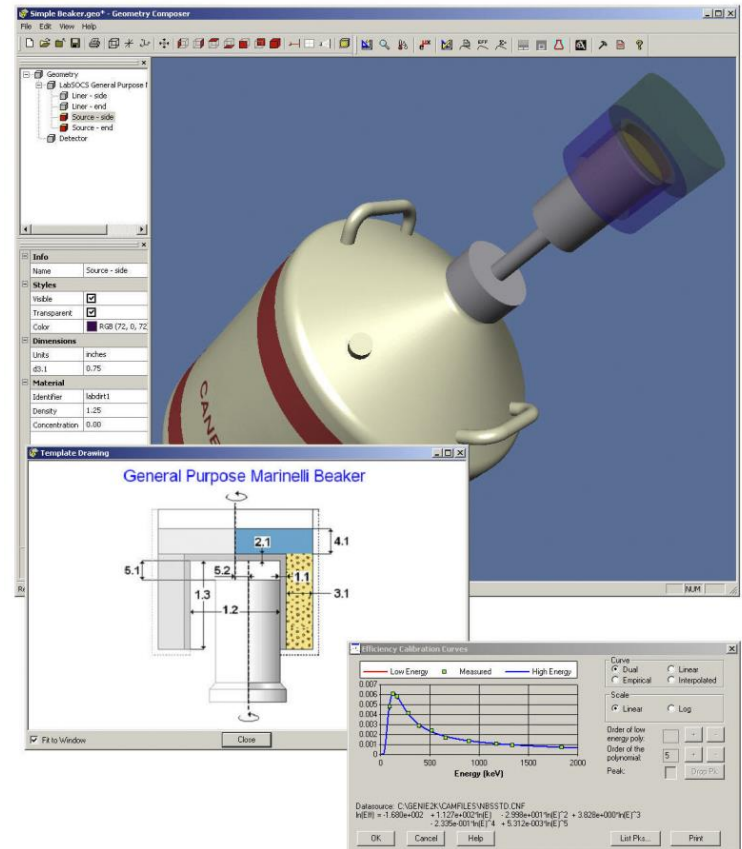 Simple Beaker.geo* - Geometry Composer
File Edit View Help
Geometry
LabSOCS General Purpose
Liner - side
Liner - end
Source - side
Source - end
Detector
Info
Name Source - side
Styles
Visible
Transparent
Color RGB (72, 0, 72
Dimensions
Units inches
d3.1 0.75
Material
Identifier labdirt1
Density 1.25
Concentration 0.00
CANBE
NUM
Template Drawing
General Purpose Marinelli Beaker
2.1
4.1
5.1
5.2
1.1
1.3
3.1
1.2
Fit to Window
Close
Efficiency Calibration Curves
Low Energy Measured High Energy
0.007
0.006
0.005
0.004
0.003
0.002
0.001
0
0 500 1000 1500 2000
Energy (keV)
Curve
Dual Linear
Empirical Interpolated
Scale
Linear Log
Order of low
energy poly:
+ -
Order of the
polynomial:
5 + -
Peak: Drop Pk.
Datasource: C:\GENIE2K\CAMFILES\NBSSTD.CNF
ln(Eff) = -1.680e+002 + 1.127e+002*ln(E) - 2.998e+001*ln(E)^2 + 3.828e+000*ln(E)^3
- 2.335e-001*ln(E)^4 + 5.312e-003*ln(E)^5
OK Cancel Help List Pks... Print